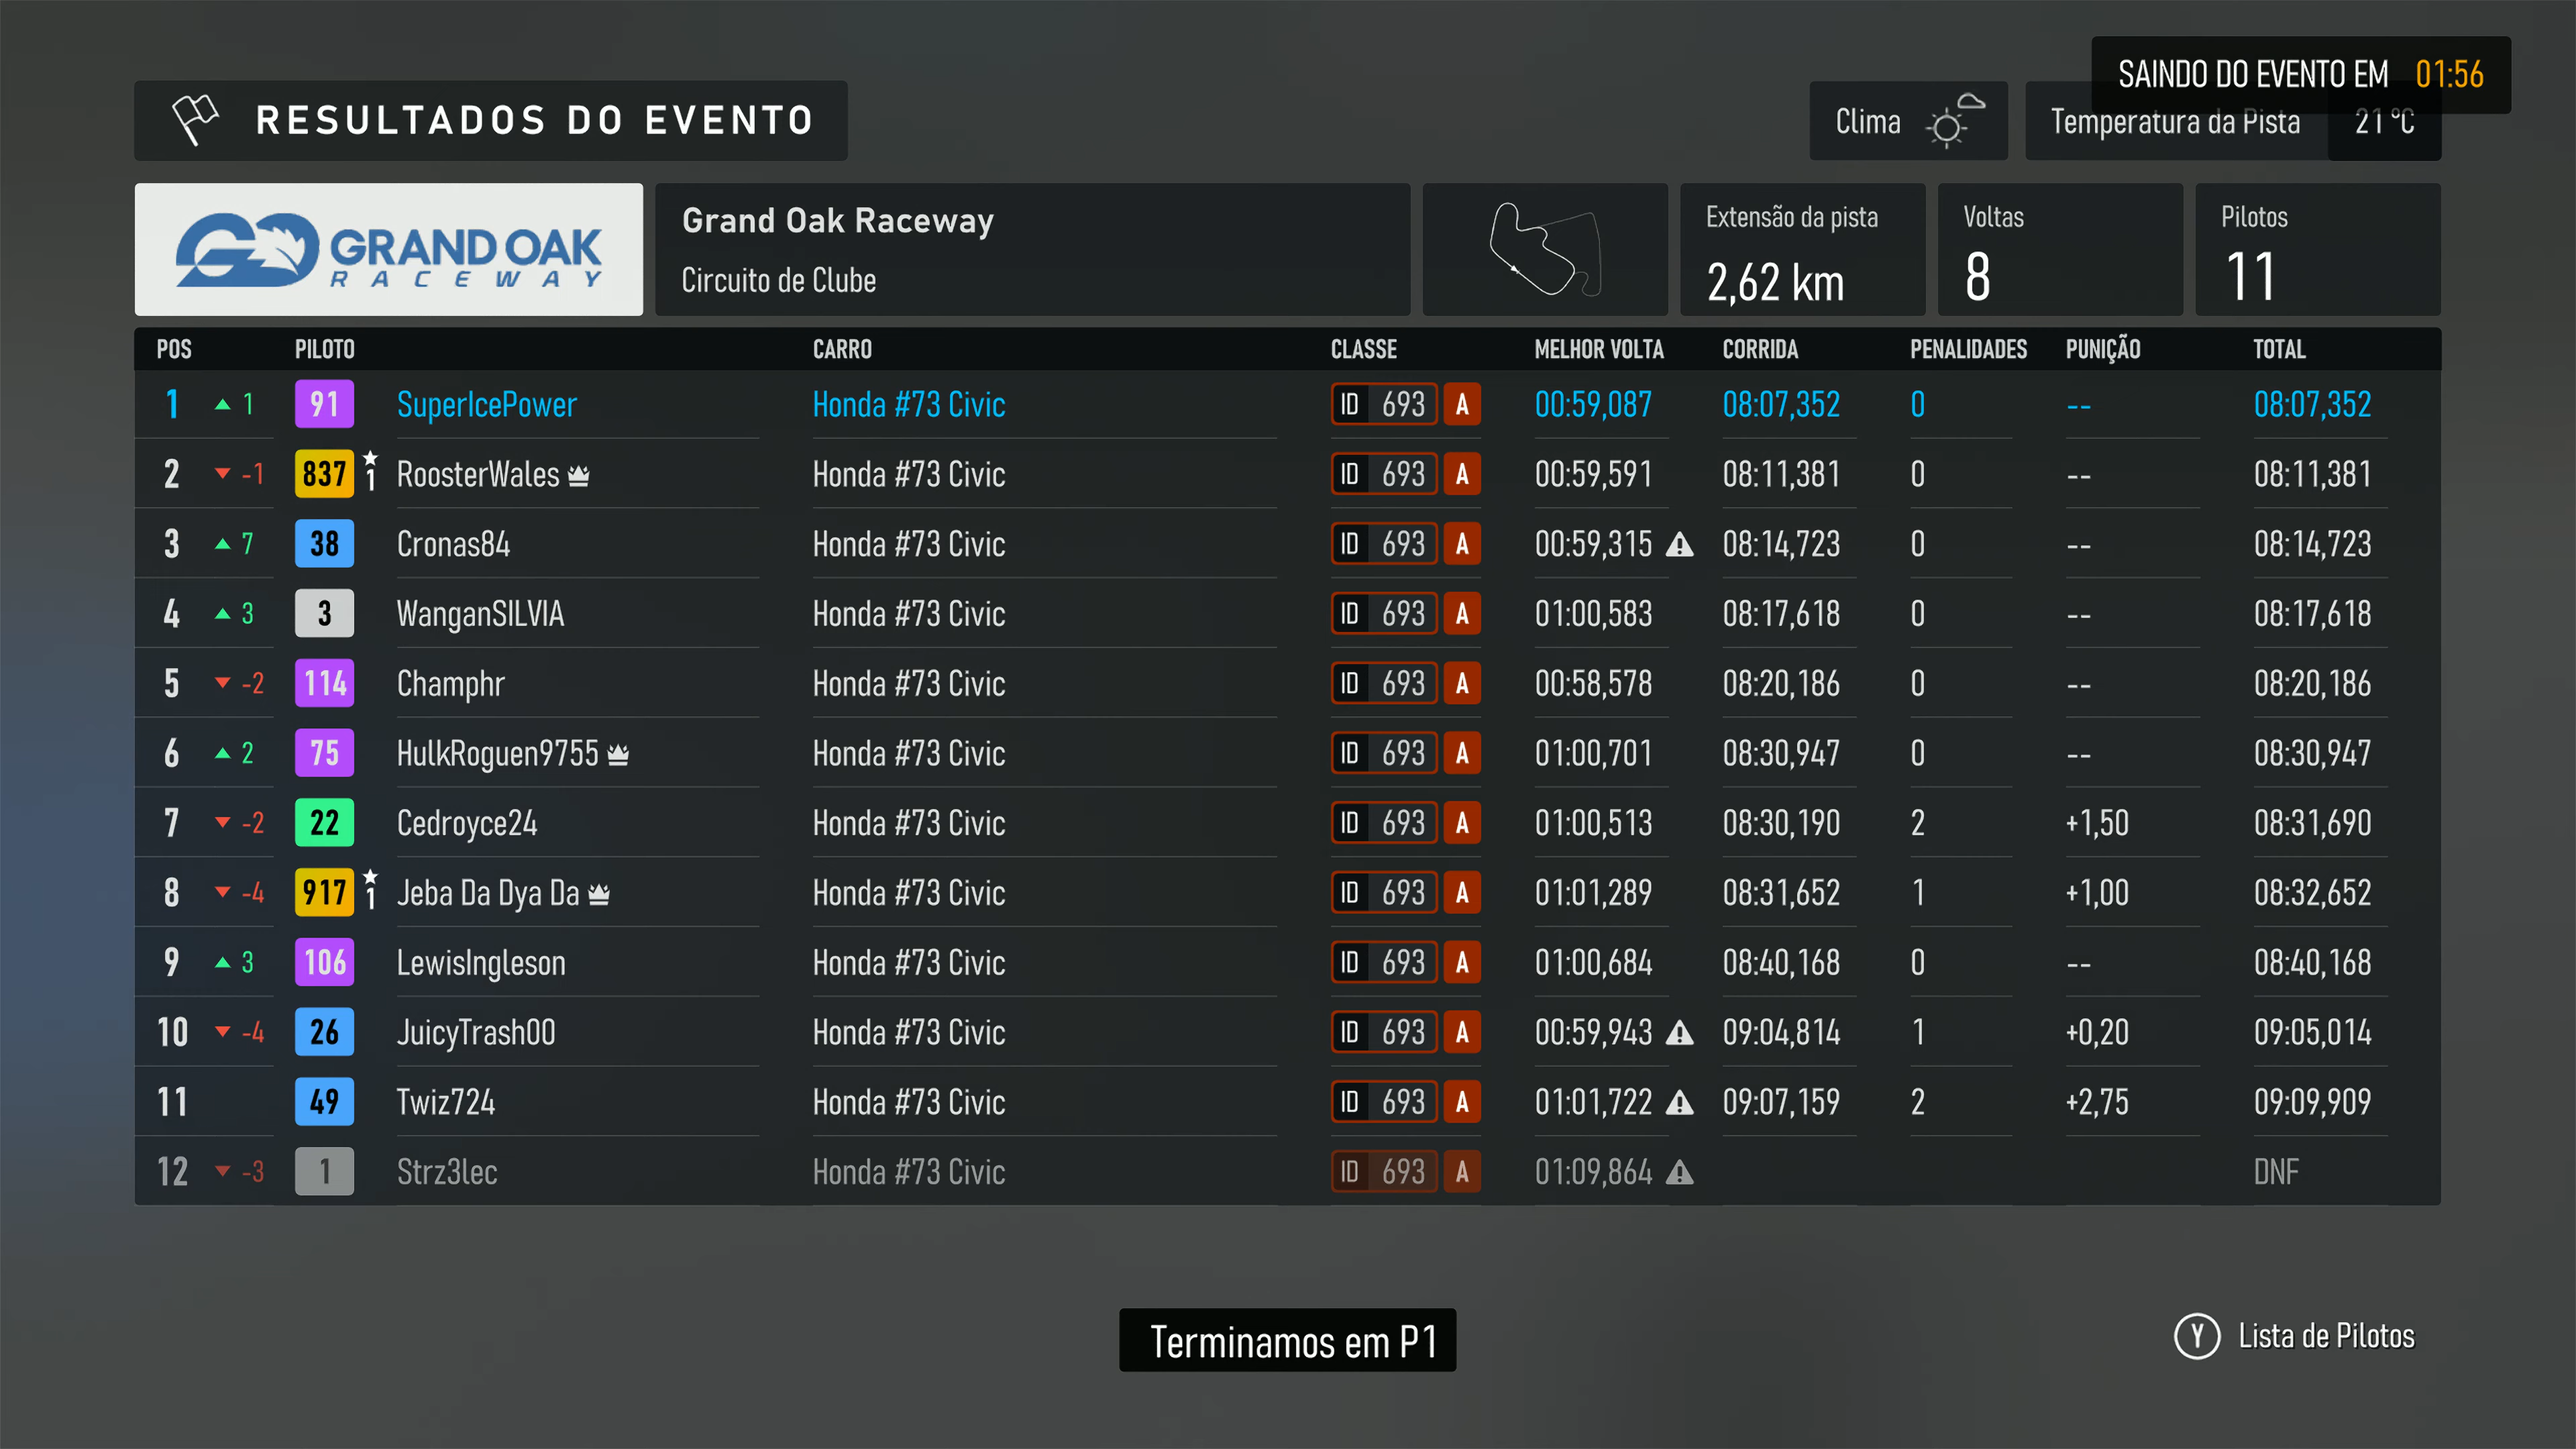 SAINDO DO EVENTO EM 01:56
RESULTADOS DO EVENTO
Clima
Temperatura da Pista 21 °C
GRAND OAK
RACEWAY
Grand Oak Raceway
Circuito de Clube
Extensão da pista
2,62 km
Voltas
8
Pilotos
11
POS PILOTO CARRO CLASSE MELHOR VOLTA CORRIDA PENALIDADES PUNIÇÃO TOTAL
1 1 91 SuperIcePower Honda #73 Civic ID 693 A 00:59,087 08:07,352 0 -- 08:07,352
2 -1 837 1 RoosterWales Honda #73 Civic ID 693 A 00:59,591 08:11,381 0 -- 08:11,381
3 7 38 Cronas84 Honda #73 Civic ID 693 A 00:59,315 08:14,723 0 -- 08:14,723
4 3 3 WanganSILVIA Honda #73 Civic ID 693 A 01:00,583 08:17,618 0 -- 08:17,618
5 -2 114 Champhr Honda #73 Civic ID 693 A 00:58,578 08:20,186 0 -- 08:20,186
6 2 75 HulkRoguen9755 Honda #73 Civic ID 693 A 01:00,701 08:30,947 0 -- 08:30,947
7 -2 22 Cedroyce24 Honda #73 Civic ID 693 A 01:00,513 08:30,190 2 +1,50 08:31,690
8 -4 917 1 Jeba Da Dya Da Honda #73 Civic ID 693 A 01:01,289 08:31,652 1 +1,00 08:32,652
9 3 106 LewisIngleson Honda #73 Civic ID 693 A 01:00,684 08:40,168 0 -- 08:40,168
10 -4 26 JuicyTrash00 Honda #73 Civic ID 693 A 00:59,943 09:04,814 1 +0,20 09:05,014
11 49 Twiz724 Honda #73 Civic ID 693 A 01:01,722 09:07,159 2 +2,75 09:09,909
12 -3 1 Strz3lec Honda #73 Civic ID 693 A 01:09,864 DNF
Terminamos em P1
Y Lista de Pilotos